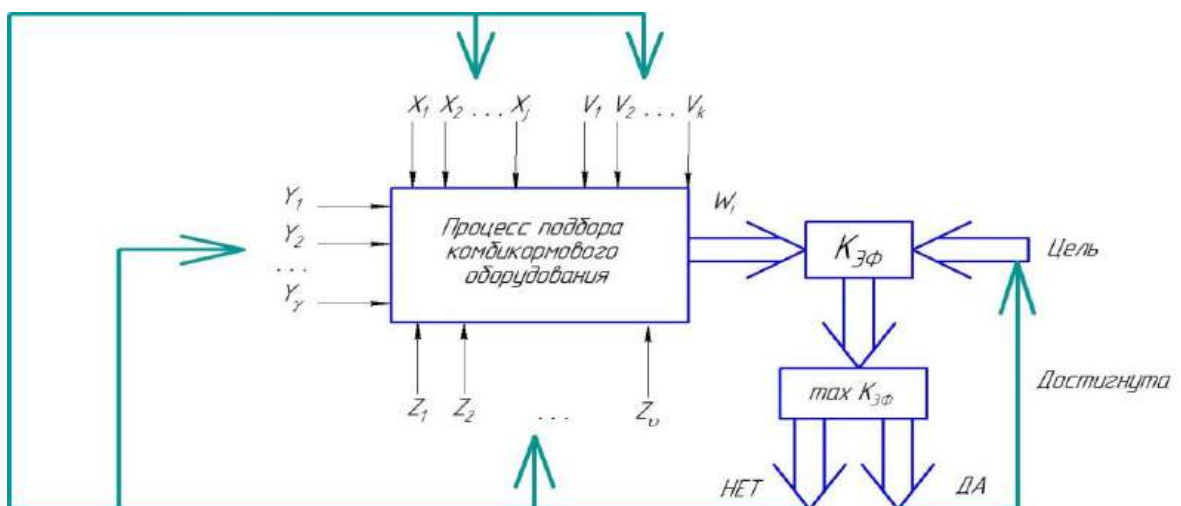 X₁ X₂ . . . Xⱼ V₁ V₂ . . . Vₖ
Y₁
Y₂
. . .
Yᵧ
Процесс подбора
комбикормового
оборудования
Wᵢ
KЭФ
Цель
Достигнута
max KЭФ
Z₁ Z₂ . . . Zᵥ
НЕТ
ДА